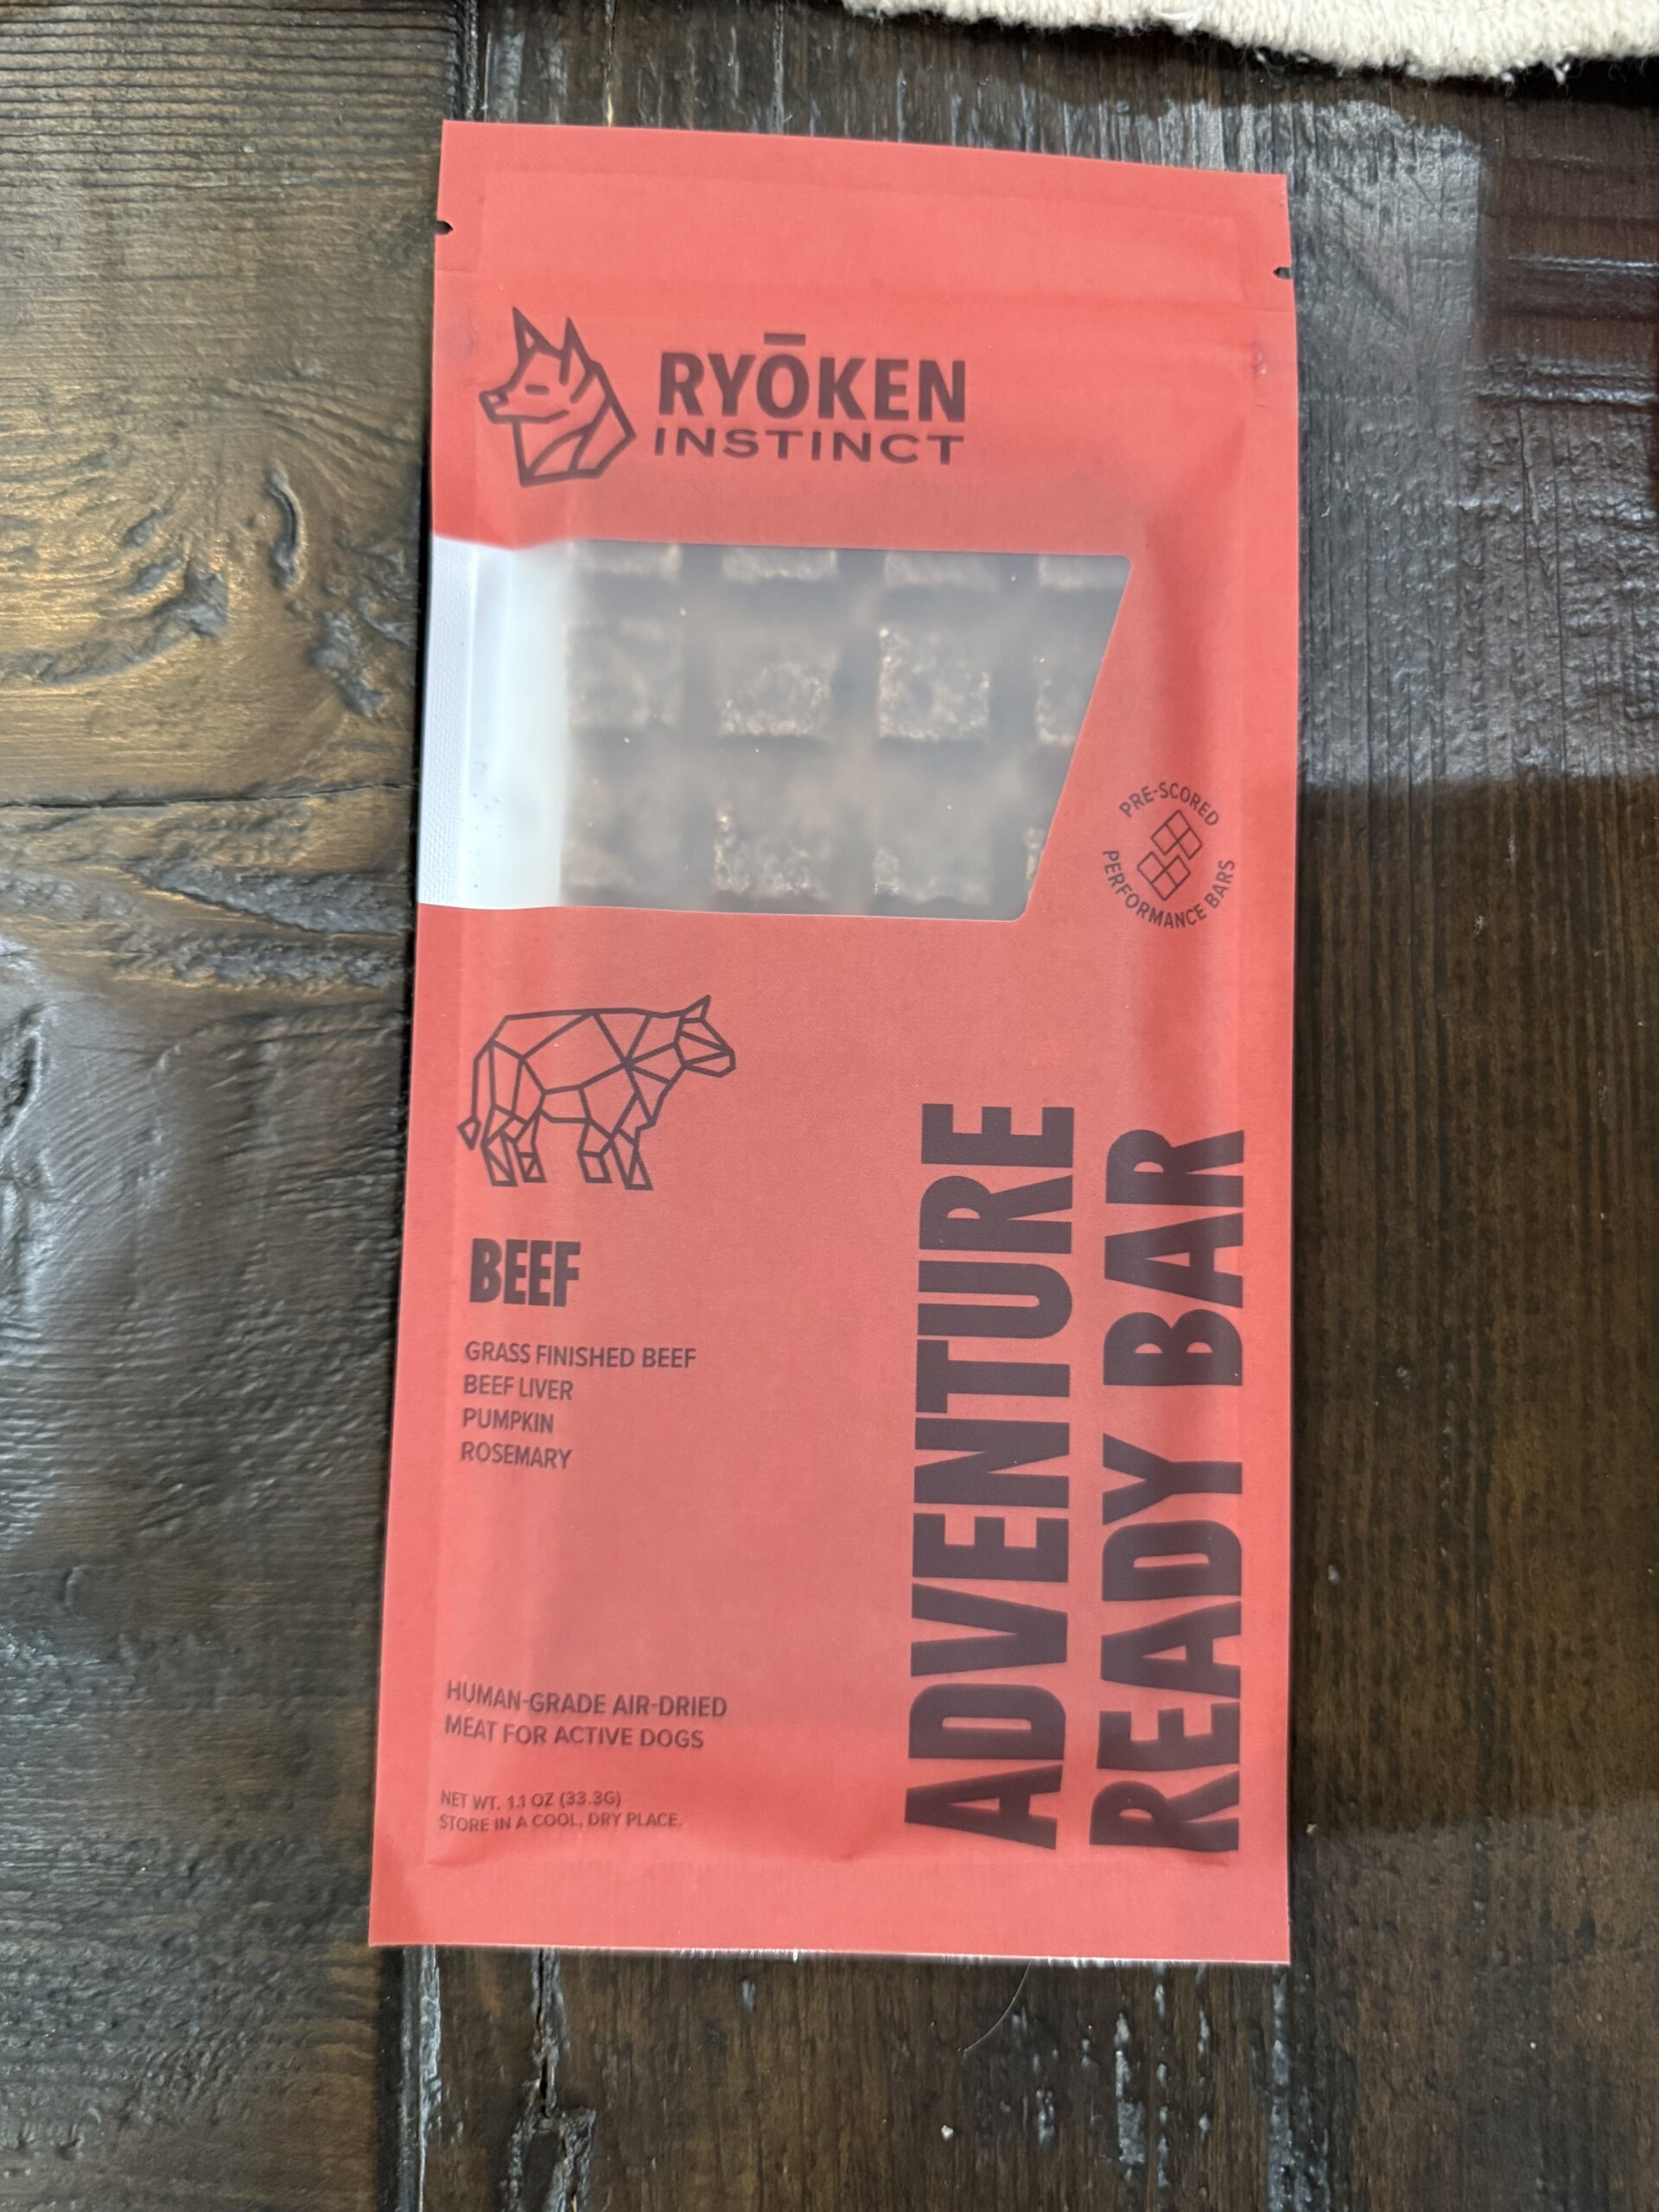 RYŌKEN
INSTINCT
PRE-SCORED
PERFORMANCE BARS
BEEF
GRASS FINISHED BEEF
BEEF LIVER
PUMPKIN
ROSEMARY
ADVENTURE
READY BAR
HUMAN-GRADE AIR-DRIED
MEAT FOR ACTIVE DOGS
NET WT. 1.1 OZ (33.3G)
STORE IN A COOL, DRY PLACE.